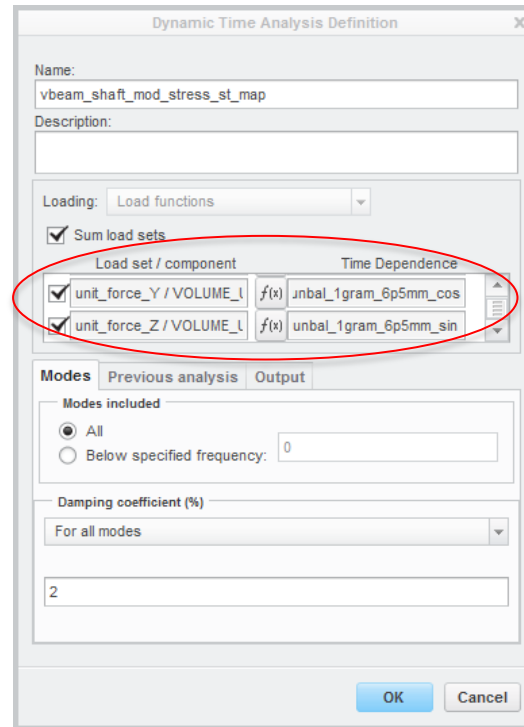 Dynamic Time Analysis Definition X
Name:
vbeam_shaft_mod_stress_st_map
Description:
Loading: Load functions
Sum load sets
Load set / component Time Dependence
unit_force_Y / VOLUME_L f(x) unbal_1gram_6p5mm_cos
unit_force_Z / VOLUME_L f(x) unbal_1gram_6p5mm_sin
Modes Previous analysis Output
Modes included
All
Below specified frequency: 0
Damping coefficient (%)
For all modes
2
OK Cancel